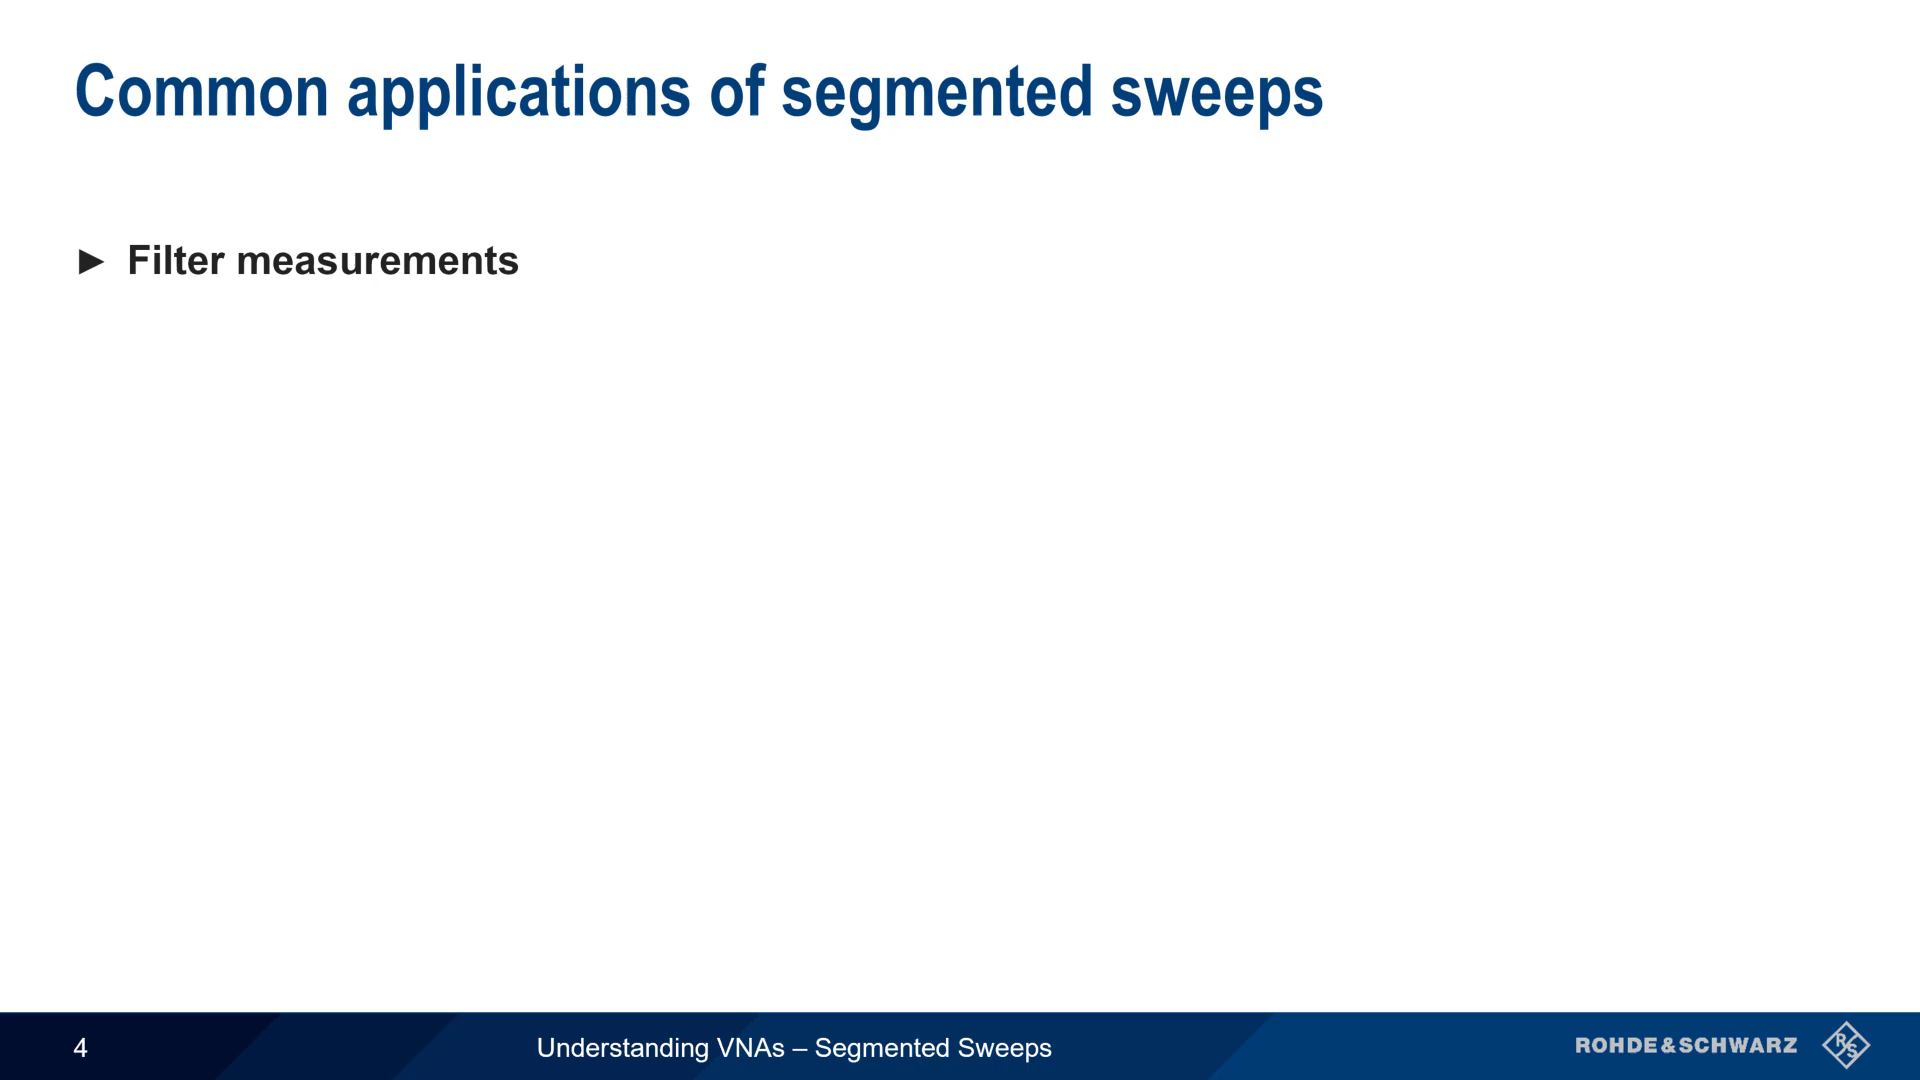 Common applications of segmented sweeps
► Filter measurements
4
Understanding VNAs – Segmented Sweeps
ROHDE&SCHWARZ
R&S